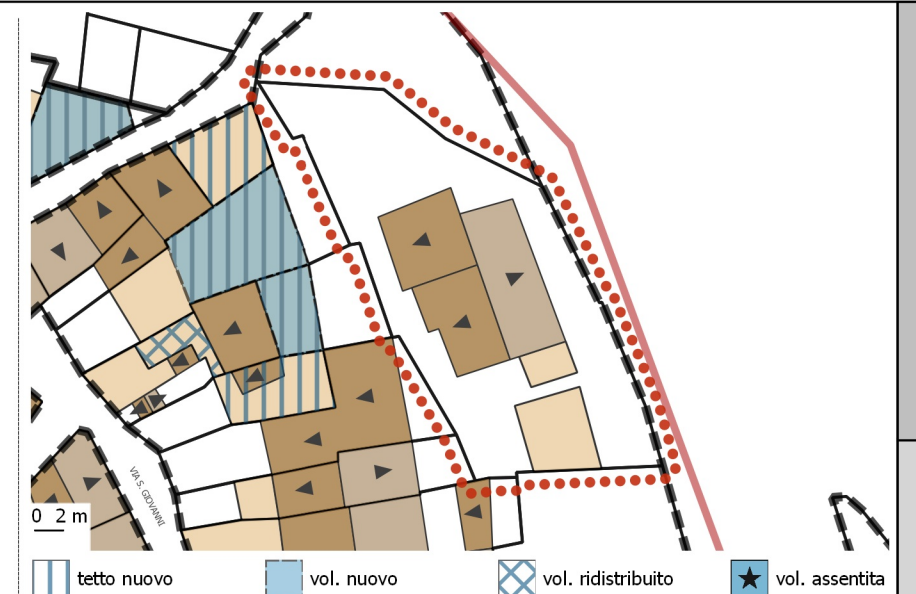 VIA S. GIOVANNI
0 2 m
tetto nuovo
vol. nuovo
vol. ridistribuito
vol. assentita